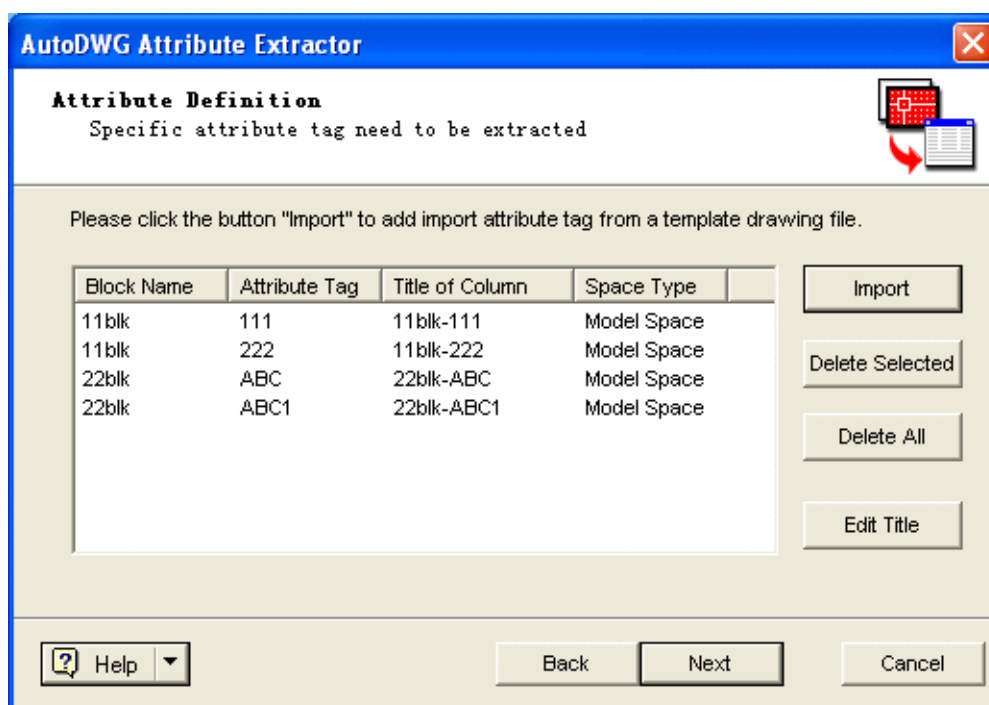 AutoDWG Attribute Extractor
Attribute Definition
Specific attribute tag need to be extracted
Please click the button "Import" to add import attribute tag from a template drawing file.
Block Name Attribute Tag Title of Column Space Type
11blk 111 11blk-111 Model Space
11blk 222 11blk-222 Model Space
22blk ABC 22blk-ABC Model Space
22blk ABC1 22blk-ABC1 Model Space
Import
Delete Selected
Delete All
Edit Title
? Help Back Next Cancel